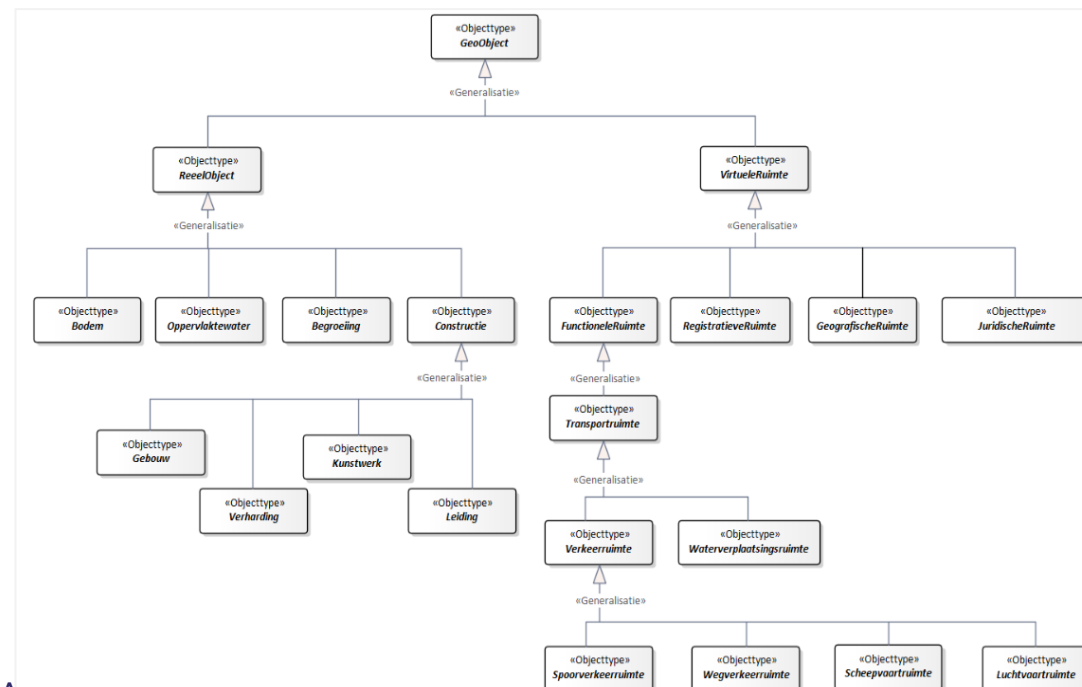 «Objecttype»
GeoObject
«Generalisatie»
«Objecttype»
ReeelObject
«Objecttype»
VirtueleRuimte
«Generalisatie»
«Generalisatie»
«Objecttype»
Bodem
«Objecttype»
Oppervlaktewater
«Objecttype»
Begroeiing
«Objecttype»
Constructie
«Objecttype»
FunctioneleRuimte
«Objecttype»
RegistratieveRuimte
«Objecttype»
GeografischeRuimte
«Objecttype»
JuridischeRuimte
«Generalisatie»
«Generalisatie»
«Objecttype»
Transportruimte
«Objecttype»
Gebouw
«Objecttype»
Kunstwerk
«Objecttype»
Verharding
«Objecttype»
Leiding
«Generalisatie»
«Objecttype»
Verkeerruimte
«Objecttype»
Waterverplaatsingsruimte
«Generalisatie»
«Objecttype»
Spoorverkeerruimte
«Objecttype»
Wegverkeerruimte
«Objecttype»
Scheepvaartruimte
«Objecttype»
Luchtvaartruimte